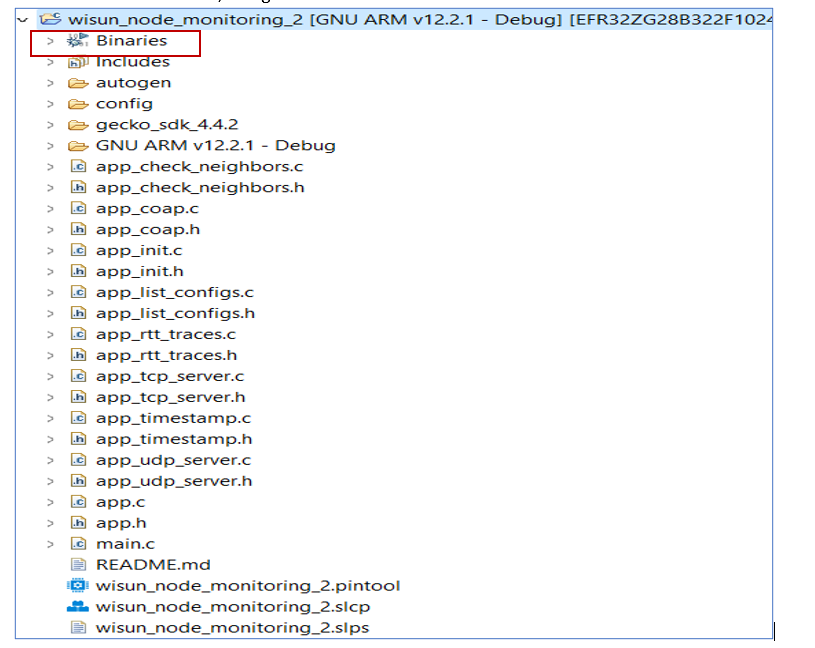 wisun_node_monitoring_2 [GNU ARM v12.2.1 - Debug] [EFR32ZG28B322F1024
Binaries
Includes
autogen
config
gecko_sdk_4.4.2
GNU ARM v12.2.1 - Debug
app_check_neighbors.c
app_check_neighbors.h
app_coap.c
app_coap.h
app_init.c
app_init.h
app_list_configs.c
app_list_configs.h
app_rtt_traces.c
app_rtt_traces.h
app_tcp_server.c
app_tcp_server.h
app_timestamp.c
app_timestamp.h
app_udp_server.c
app_udp_server.h
app.c
app.h
main.c
README.md
wisun_node_monitoring_2.pintool
wisun_node_monitoring_2.slcp
wisun_node_monitoring_2.slps